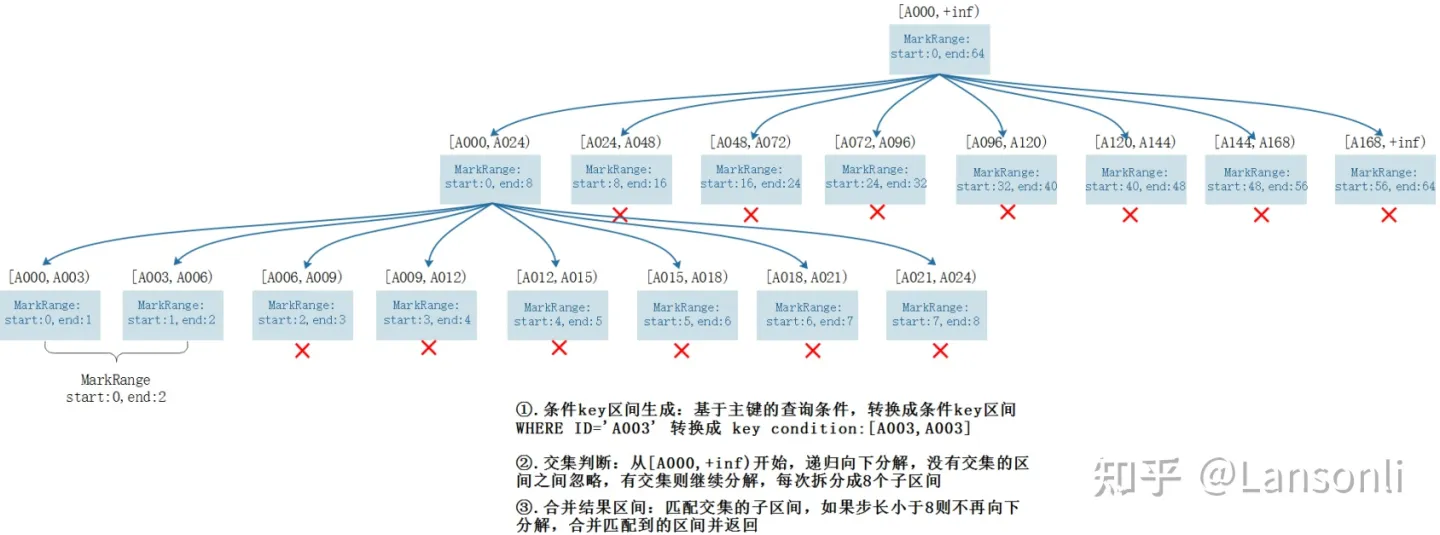 [A000,+inf)
MarkRange:
start:0,end:64
[A000,A024)
[A024,A048)
[A048,A072)
[A072,A096)
[A096,A120)
[A120,A144)
[A144,A168)
[A168,+inf)
MarkRange:
start:0,end:8
MarkRange:
start:8,end:16
MarkRange:
start:16,end:24
MarkRange:
start:24,end:32
MarkRange:
start:32,end:40
MarkRange:
start:40,end:48
MarkRange:
start:48,end:56
MarkRange:
start:56,end:64
[A000,A003)
[A003,A006)
[A006,A009)
[A009,A012)
[A012,A015)
[A015,A018)
[A018,A021)
[A021,A024)
MarkRange:
start:0,end:1
MarkRange:
start:1,end:2
MarkRange:
start:2,end:3
MarkRange:
start:3,end:4
MarkRange:
start:4,end:5
MarkRange:
start:5,end:6
MarkRange:
start:6,end:7
MarkRange:
start:7,end:8
MarkRange
start:0,end:2
①.条件key区间生成：基于主键的查询条件，转换成条件key区间
WHERE ID='A003' 转换成 key condition:[A003,A003]
②.交集判断：从[A000,+inf)开始，递归向下分解，没有交集的区
间之间忽略，有交集则继续分解，每次拆分成8个子区间
③.合并结果区间：匹配交集的子区间，如果步长小于8则不再向下
分解，合并匹配到的区间并返回
知乎 @Lansonli